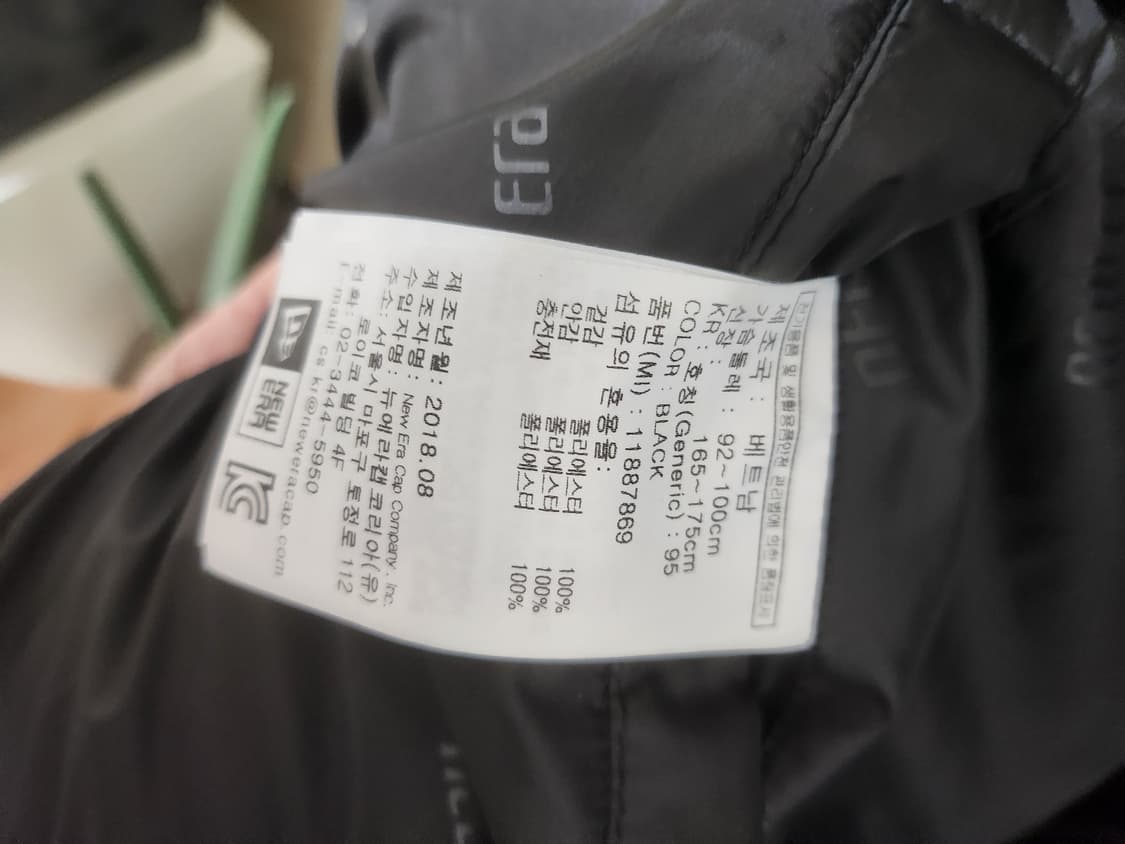 전기용품 및 생활용품안전 관리법에 의한 품질표시
제 조 국 : 베트남
가슴둘레 : 92~100cm
신장 : 165~175cm
KR : 호칭(Generic) : 95
COLOR : BLACK
품번(MI) : 11887869
섬유의 혼용율:
겉감 폴리에스터 100%
안감 폴리에스터 100%
충전재 폴리에스터 100%
제조년월: 2018.08
제조자명: New Era Cap Company, Inc.
수입자명: 뉴에라캡코리아(유)
주소: 서울시 마포구 토정로 112
로이코빌딩 4F
전화: 02-3444-5950
E-mail: cs.kr@neweracap.com
NEW ERA
era